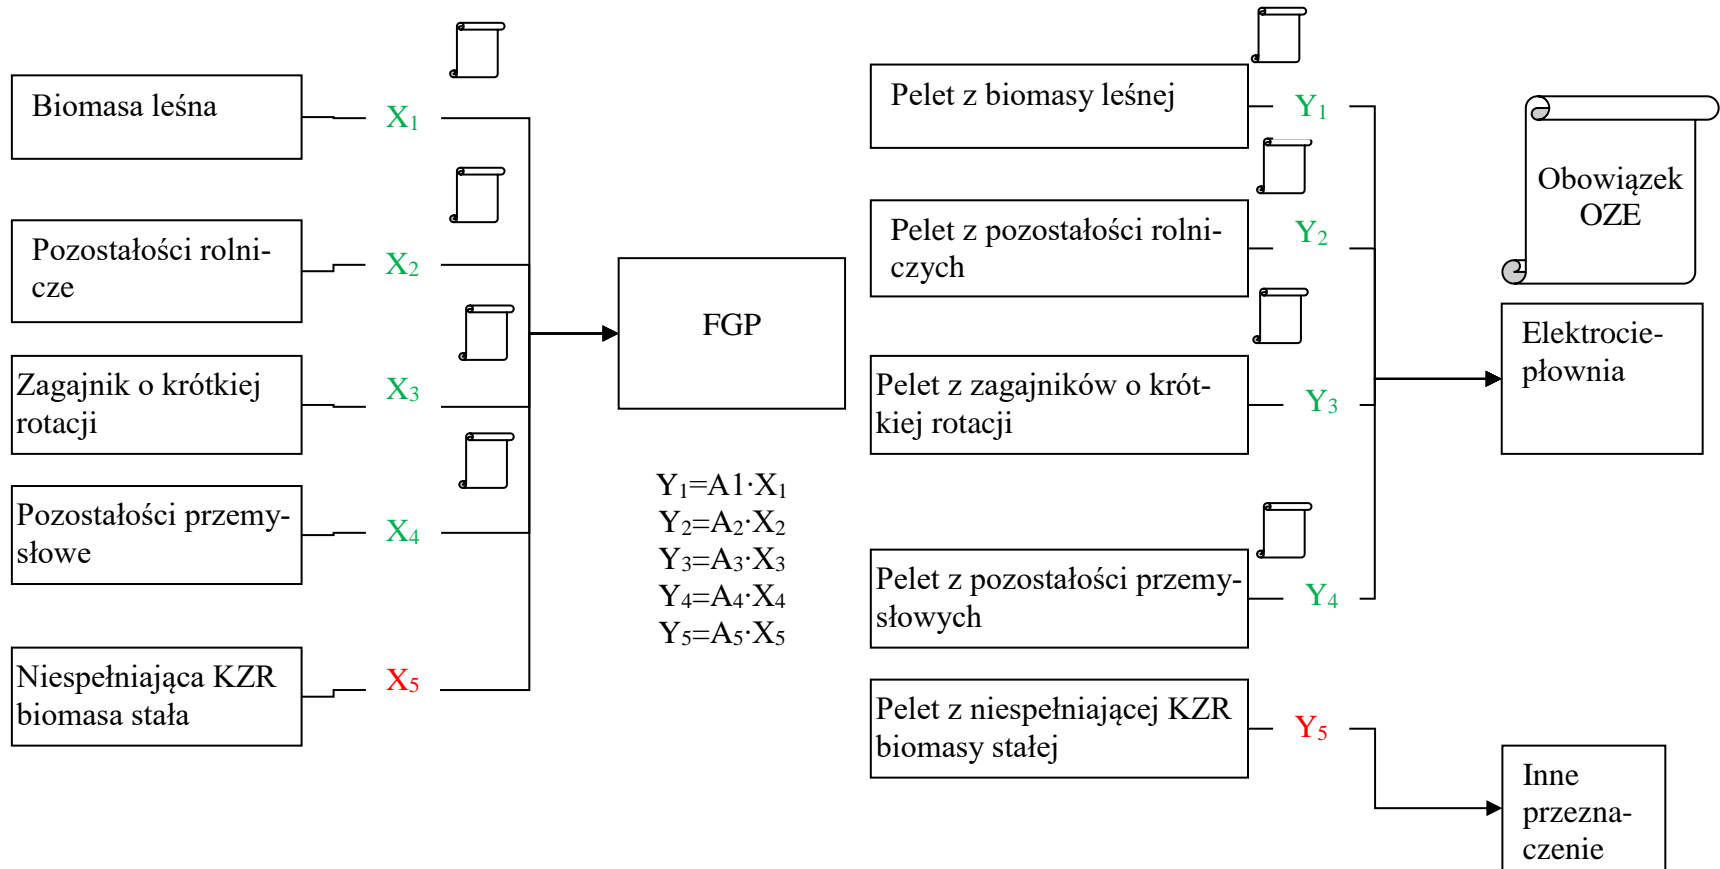 Biomasa leśna
X₁
Pozostałości rolni-
cze
X₂
Zagajnik o krótkiej
rotacji
X₃
Pozostałości przemy-
słowe
X₄
Niespełniająca KZR
biomasa stała
X₅
FGP
Y₁=A1·X₁
Y₂=A₂·X₂
Y₃=A₃·X₃
Y₄=A₄·X₄
Y₅=A₅·X₅
Pelet z biomasy leśnej
Y₁
Pelet z pozostałości rolni-
czych
Y₂
Pelet z zagajników o krót-
kiej rotacji
Y₃
Pelet z pozostałości przemy-
słowych
Y₄
Pelet z niespełniającej KZR
biomasy stałej
Y₅
Obowiązek
OZE
Elektrocie-
płownia
Inne
przezna-
czenie